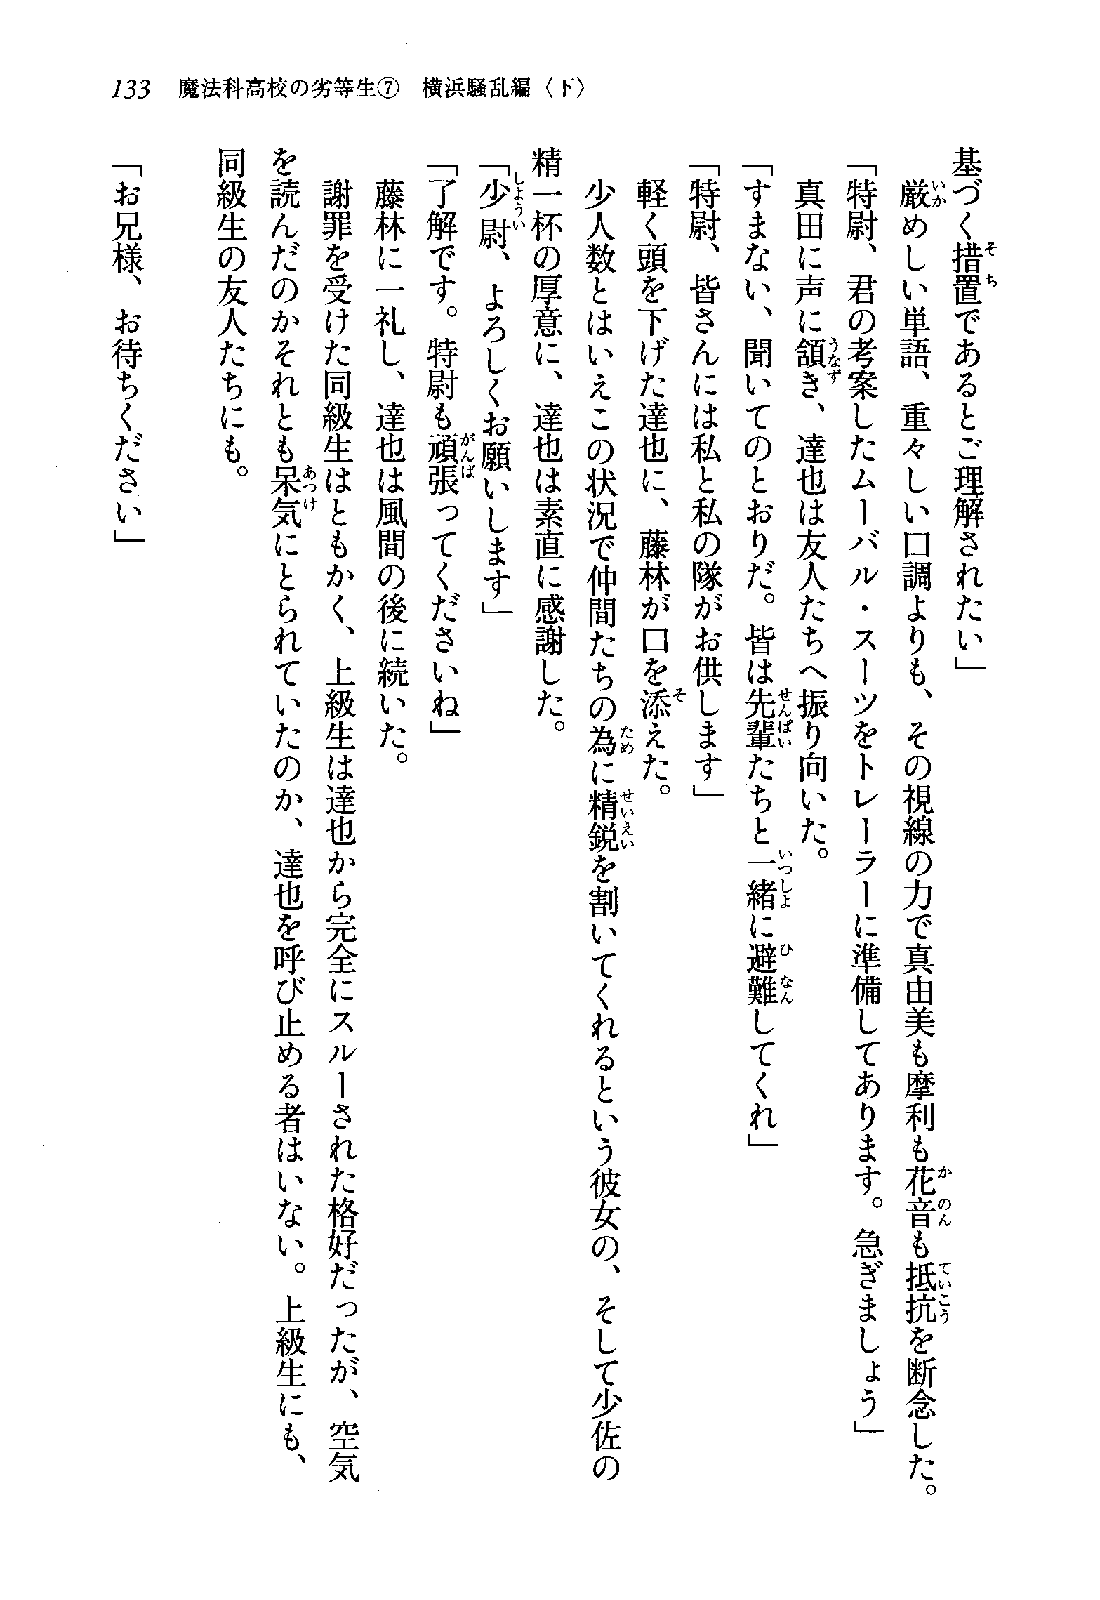 133 魔法科高校の劣等生⑦ 横浜騒乱編〈下〉
基づく措置であるとご理解されたい」
厳めしい単語、重々しい口調よりも、その視線の力で真由美も摩利も花音も抵抗を断念した。
「特尉、君の考案したムーバル・スーツをトレーラーに準備してあります。急ぎましょう」
真田に声に頷き、達也は友人たちへ振り向いた。
「すまない、聞いてのとおりだ。皆は先輩たちと一緒に避難してくれ」
「特尉、皆さんには私と私の隊がお供します」
軽く頭を下げた達也に、藤林が口を添えた。
少人数とはいえこの状況で仲間たちの為に精鋭を割いてくれるという彼女の、そして少佐の
精一杯の厚意に、達也は素直に感謝した。
「少尉、よろしくお願いします」
「了解です。特尉も頑張ってくださいね」
藤林に一礼し、達也は風間の後に続いた。
謝罪を受けた同級生はともかく、上級生は達也から完全にスルーされた格好だったが、空気
を読んだのかそれとも呆気にとられていたのか、達也を呼び止める者はいない。上級生にも、
同級生の友人たちにも。
「お兄様、お待ちください」